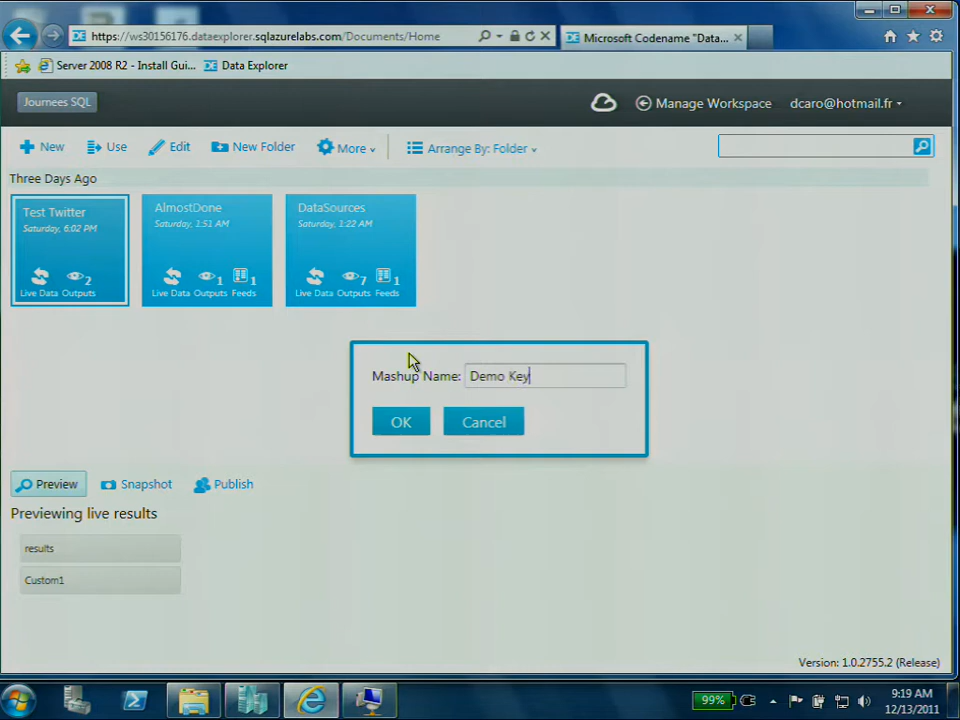 https://ws30156176.dataexplorer.sqlazurelabs.com/Documents/Home
Microsoft Codename "Data...
Server 2008 R2 - Install Gui...
Data Explorer
Journees SQL
Manage Workspace
dcaro@hotmail.fr
New
Use
Edit
New Folder
More
Arrange By: Folder
Three Days Ago
Test Twitter
Saturday, 6:02 PM
2
Live Data Outputs
AlmostDone
Saturday, 1:51 AM
1 1
Live Data Outputs Feeds
DataSources
Saturday, 1:22 AM
7 1
Live Data Outputs Feeds
Mashup Name: Demo Key
OK
Cancel
Preview
Snapshot
Publish
Previewing live results
results
Custom1
Version: 1.0.2755.2 (Release)
99%
9:19 AM
12/13/2011